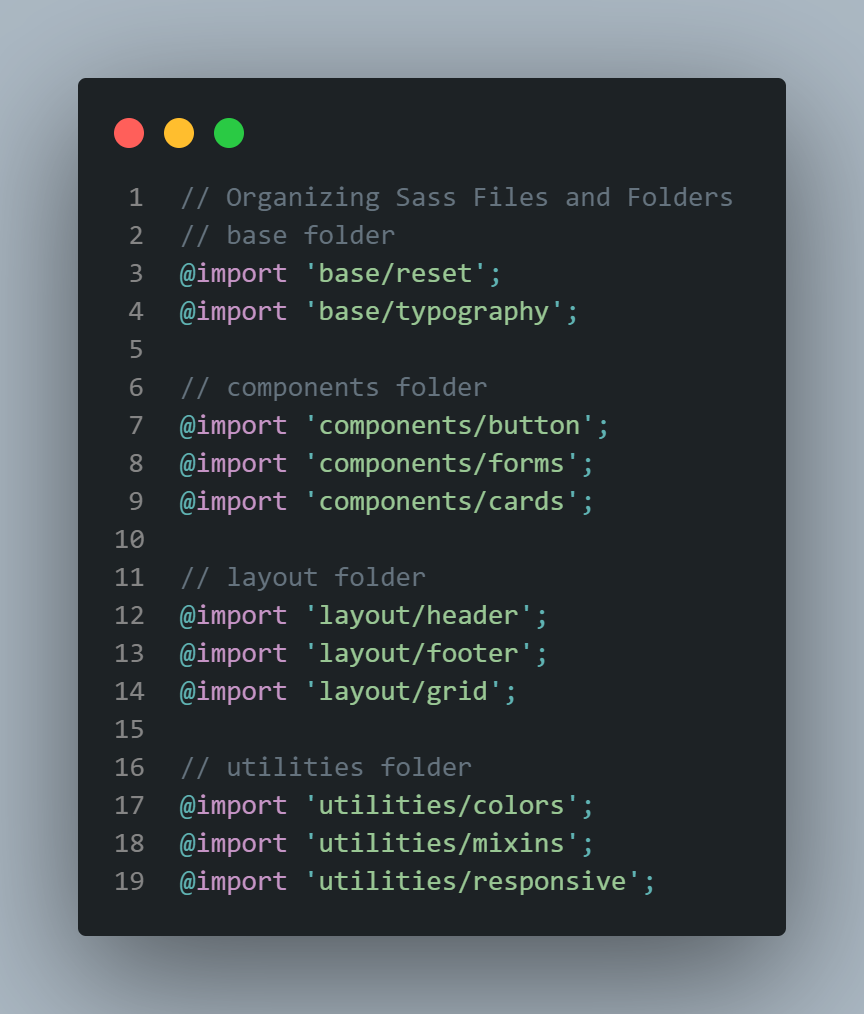 1 // Organizing Sass Files and Folders
2 // base folder
3 @import 'base/reset';
4 @import 'base/typography';
5
6 // components folder
7 @import 'components/button';
8 @import 'components/forms';
9 @import 'components/cards';
10
11 // layout folder
12 @import 'layout/header';
13 @import 'layout/footer';
14 @import 'layout/grid';
15
16 // utilities folder
17 @import 'utilities/colors';
18 @import 'utilities/mixins';
19 @import 'utilities/responsive';